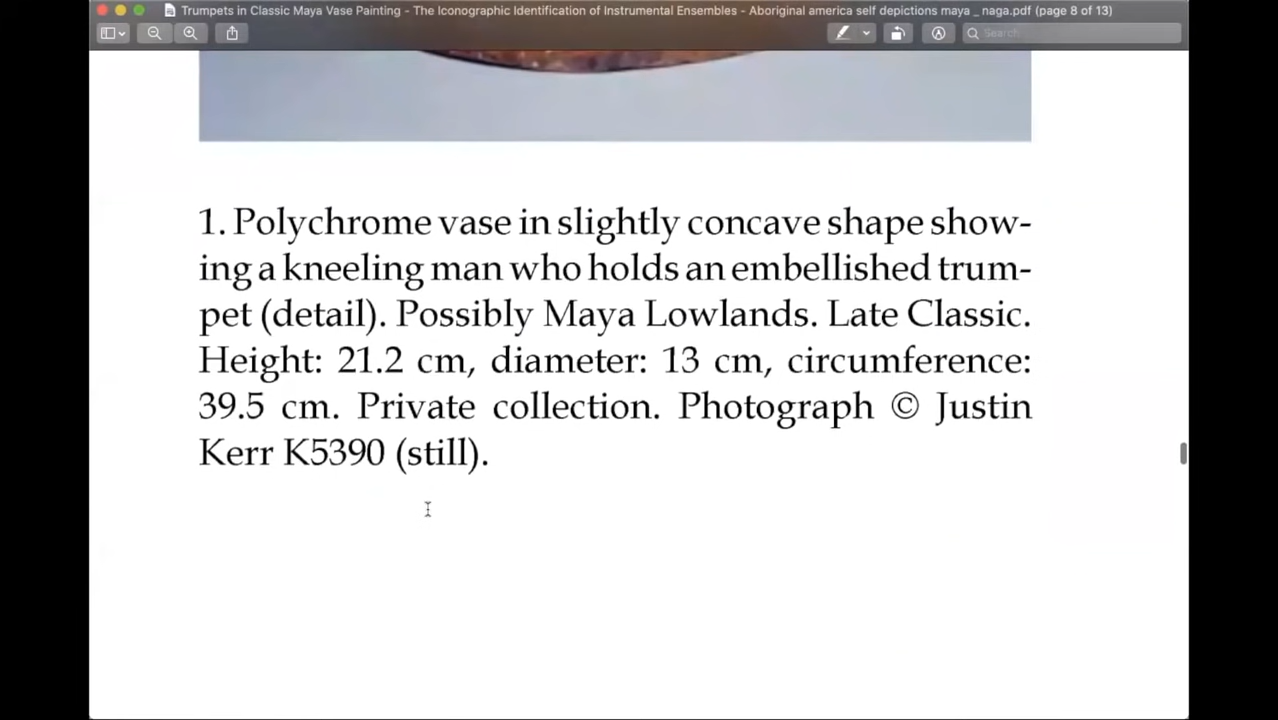 Trumpets in Classic Maya Vase Painting - The Iconographic Identification of Instrumental Ensembles - Aboriginal america self depictions maya _ naga.pdf (page 8 of 13)
Search
1. Polychrome vase in slightly concave shape show-
ing a kneeling man who holds an embellished trum-
pet (detail). Possibly Maya Lowlands. Late Classic.
Height: 21.2 cm, diameter: 13 cm, circumference:
39.5 cm. Private collection. Photograph © Justin
Kerr K5390 (still).